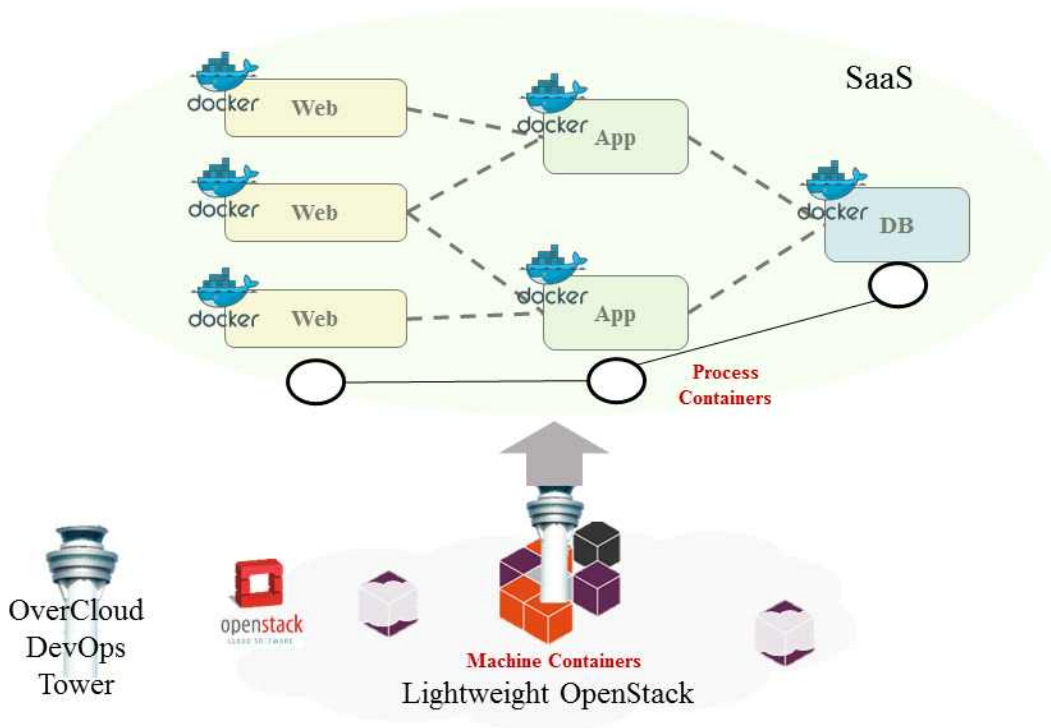 SaaS
docker
Web
docker
App
docker
Web
docker
DB
docker
Web
docker
App
Process
Containers
OverCloud
DevOps
Tower
openstack
CLOUD SOFTWARE
Machine Containers
Lightweight OpenStack